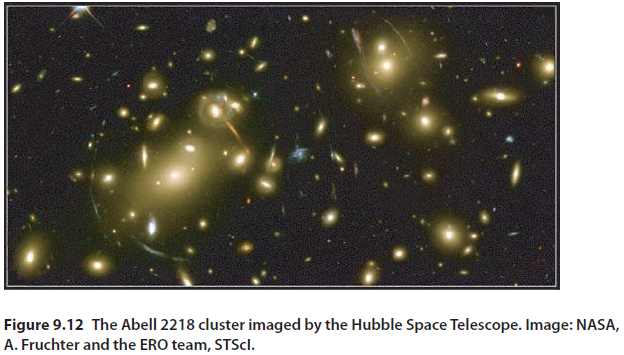 Figure 9.12 The Abell 2218 cluster imaged by the Hubble Space Telescope. Image: NASA,
A. Fruchter and the ERO team, STScI.